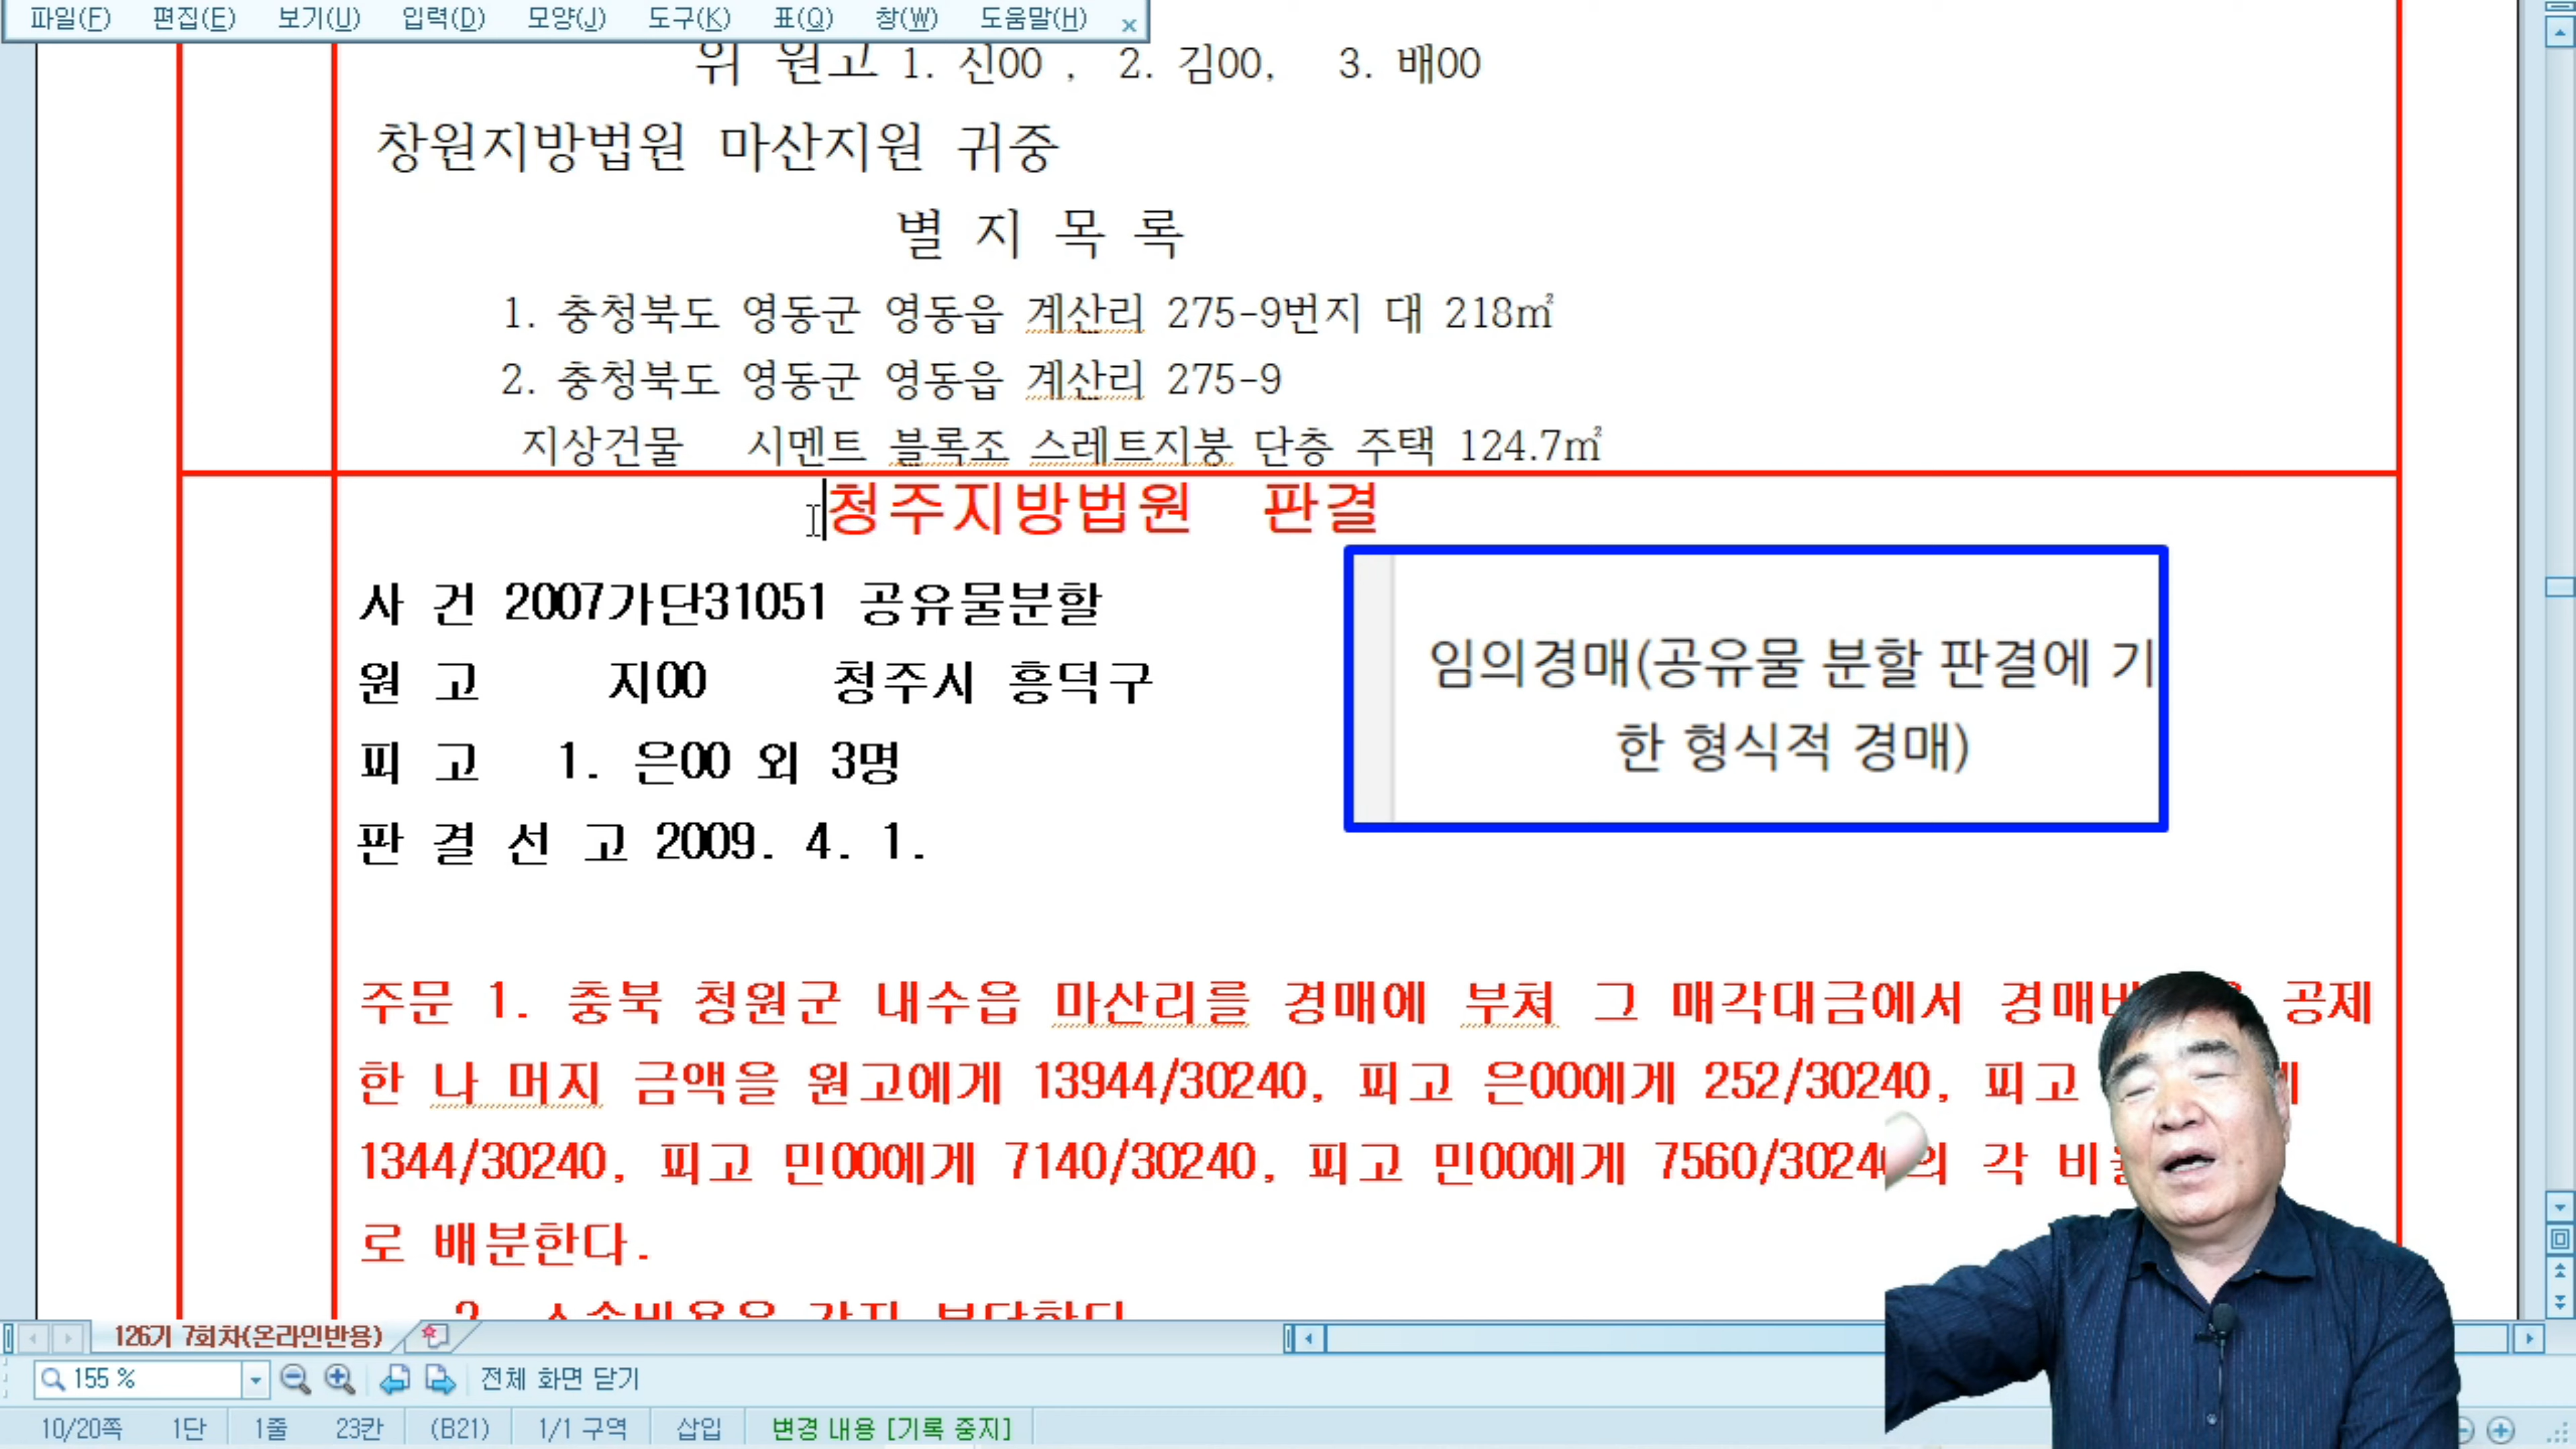 파일(F) 편집(E) 보기(U) 입력(D) 모양(J) 도구(K) 표(Q) 창(W) 도움말(H)
위 원고 1. 신00 , 2. 김00, 3. 배00
창원지방법원 마산지원 귀중
별 지 목 록
1. 충청북도 영동군 영동읍 계산리 275-9번지 대 218㎡
2. 충청북도 영동군 영동읍 계산리 275-9
지상건물 시멘트 블록조 스레트지붕 단층 주택 124.7㎡
청주지방법원 판결
사 건 2007가단31051 공유물분할
원 고 지00 청주시 흥덕구
피 고 1. 은00 외 3명
판 결 선 고 2009. 4. 1.
임의경매(공유물 분할 판결에 기
한 형식적 경매)
주문 1. 충북 청원군 내수읍 마산리를 경매에 부쳐 그 매각대금에서 공제
한 나 머지 금액을 원고에게 13944/30240, 피고 은00에게 252/30240, 피고
1344/30240, 피고 민00에게 7140/30240, 피고 민00에게 7560/30240의 각
로 배분한다.
126기 7회차(온라인반용)
155 % 전체 화면 닫기
10/20쪽 1단 1줄 23칸 (B21) 1/1 구역 삽입 변경 내용 [기록 중지]